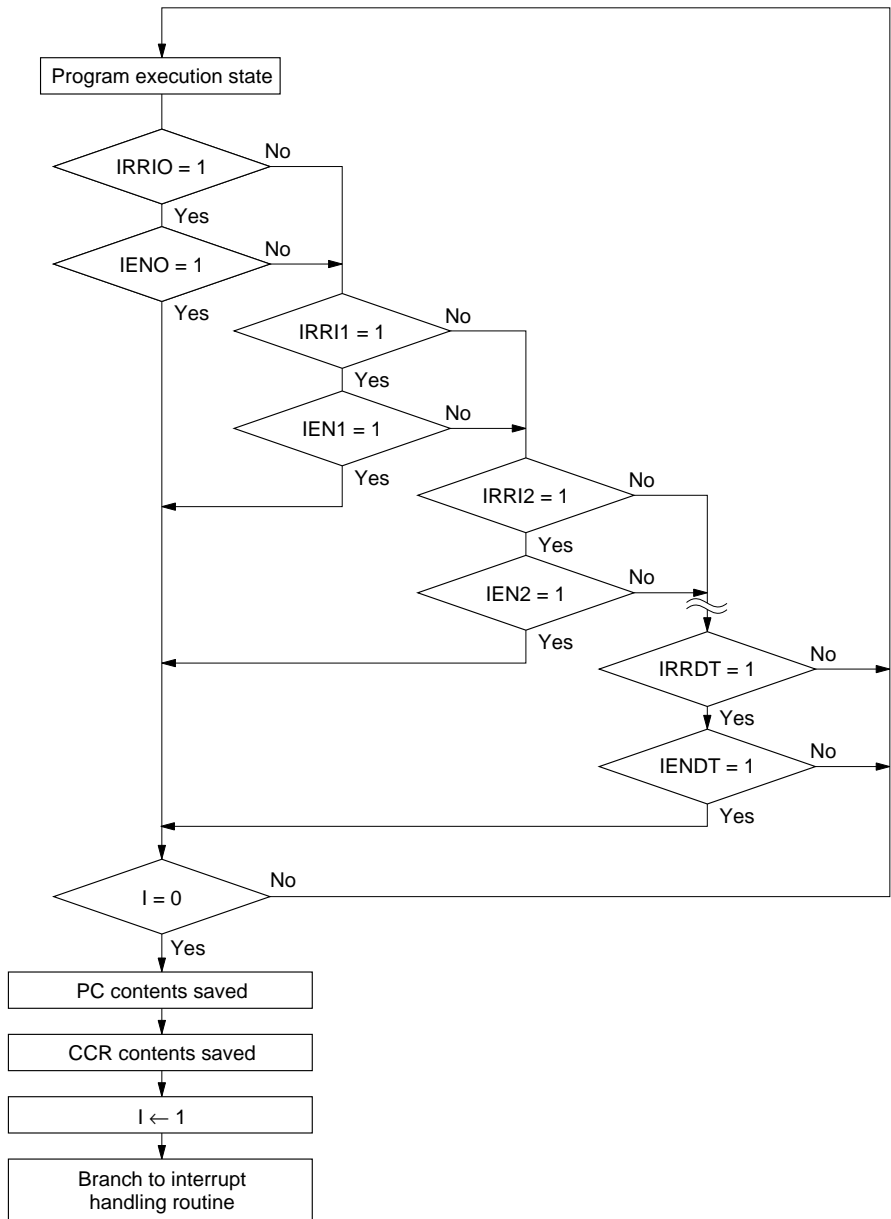 Program execution state
IRRIO = 1
No
Yes
IENO = 1
No
Yes
IRRI1 = 1
No
Yes
IEN1 = 1
No
Yes
IRRI2 = 1
No
Yes
IEN2 = 1
No
Yes
IRRDT = 1
No
Yes
IENDT = 1
No
Yes
I = 0
No
Yes
PC contents saved
CCR contents saved
I ← 1
Branch to interrupt
handling routine